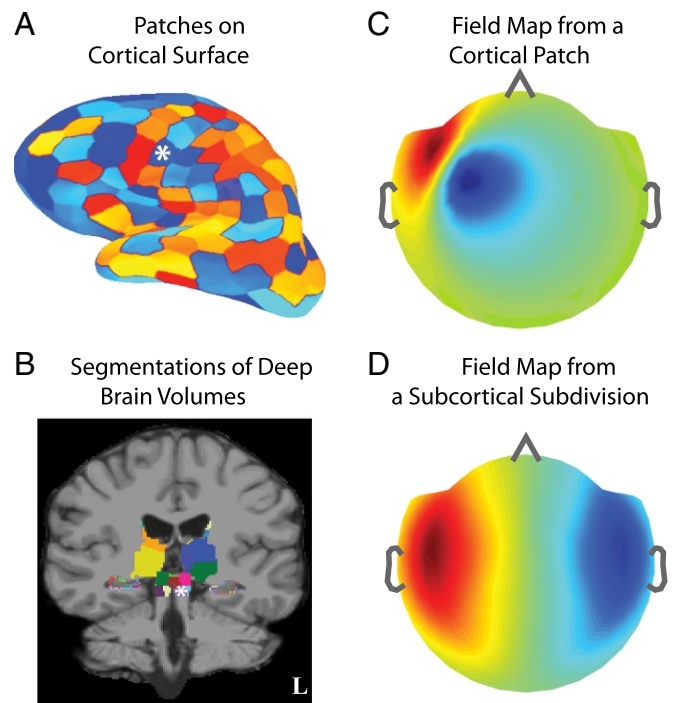 A
Patches on
Cortical Surface
*
C
Field Map from a
Cortical Patch
B
Segmentations of Deep
Brain Volumes
*
L
D
Field Map from
a Subcortical Subdivision